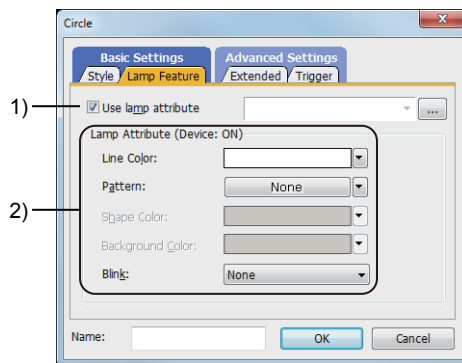 Circle
Basic Settings
Advanced Settings
Style
Lamp Feature
Extended
Trigger
1)
Use lamp attribute
...
Lamp Attribute (Device: ON)
Line Color:
Pattern:
None
2)
Shape Color:
Background Color:
Blink:
None
Name:
OK
Cancel